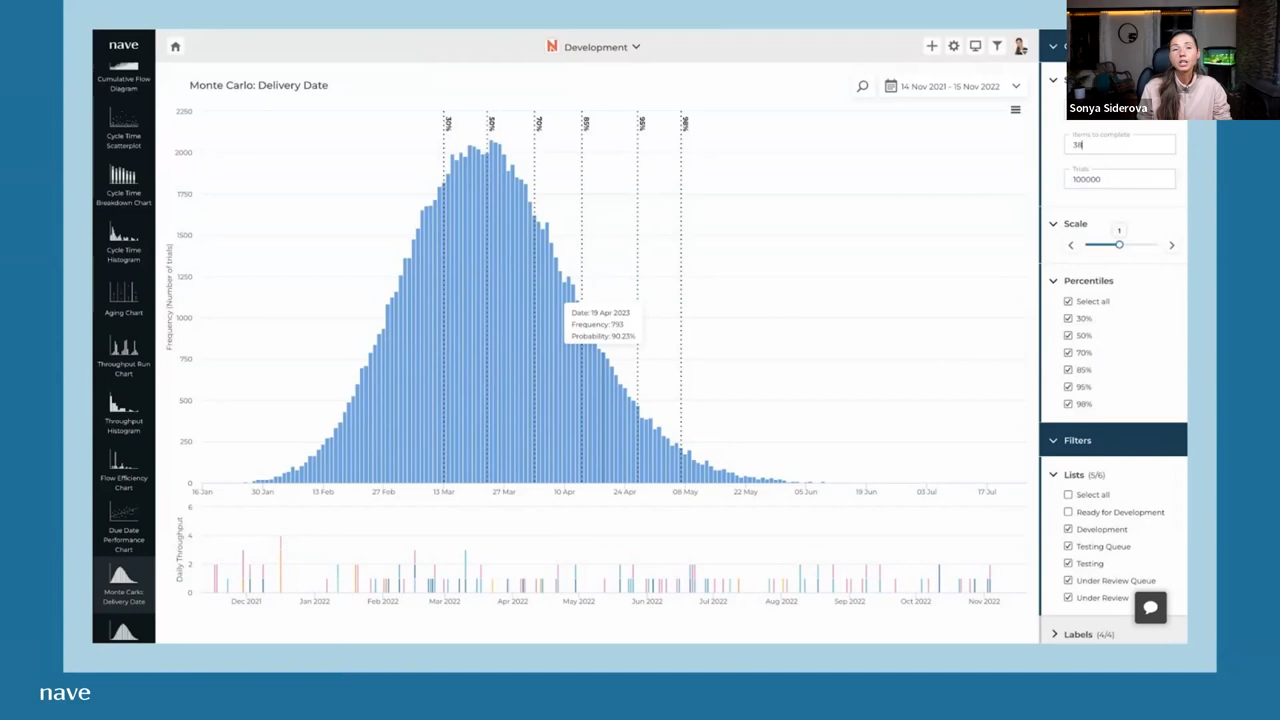 nave
Development
Sonya Siderova
Cumulative Flow
Diagram
Cycle Time
Scatterplot
Cycle Time
Breakdown Chart
Cycle Time
Histogram
Aging Chart
Throughput Run
Chart
Throughput
Histogram
Flow Efficiency
Chart
Due Date
Performance
Chart
Monte Carlo:
Delivery Date
Monte Carlo: Delivery Date
14 Nov 2021 - 15 Nov 2022
Frequency (Number of trials)
2250
2000
1750
1500
1250
1000
750
500
250
0
30%
50%
70%
85%
95%
98%
Date: 19 Apr 2023
Frequency: 793
Probability: 90.23%
16 Jan 30 Jan 13 Feb 27 Feb 13 Mar 27 Mar 10 Apr 24 Apr 08 May 22 May 05 Jun 19 Jun 03 Jul 17 Jul
Daily Throughput
6
4
2
0
Dec 2021 Jan 2022 Feb 2022 Mar 2022 Apr 2022 May 2022 Jun 2022 Jul 2022 Aug 2022 Sep 2022 Oct 2022 Nov 2022
Items to complete
38
Trials
100000
Scale
1
Percentiles
Select all
30%
50%
70%
85%
95%
98%
Filters
Lists (5/6)
Select all
Ready for Development
Development
Testing Queue
Testing
Under Review Queue
Under Review
Labels (4/4)
nave